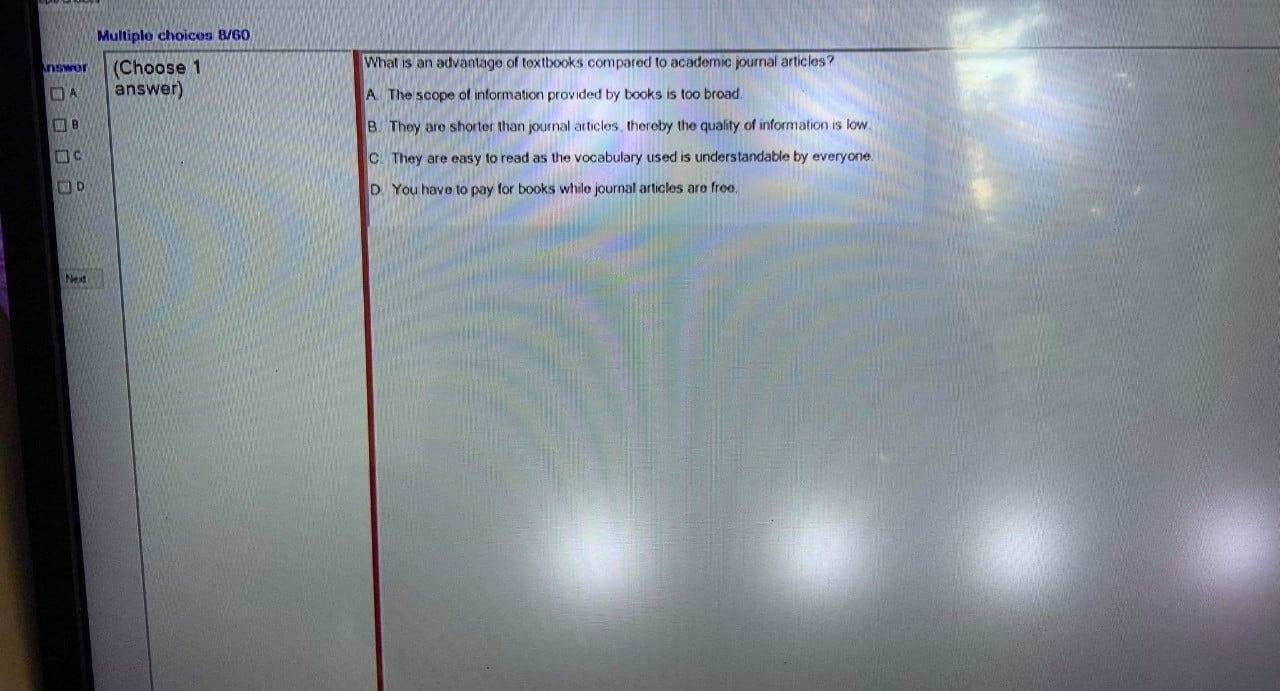 Multiple choices 8/60
Answer
(Choose 1
answer)
A
B
C
D
Next
What is an advantage of textbooks compared to academic journal articles?
A. The scope of information provided by books is too broad.
B. They are shorter than journal articles, thereby the quality of information is low.
C. They are easy to read as the vocabulary used is understandable by everyone.
D. You have to pay for books while journal articles are free.